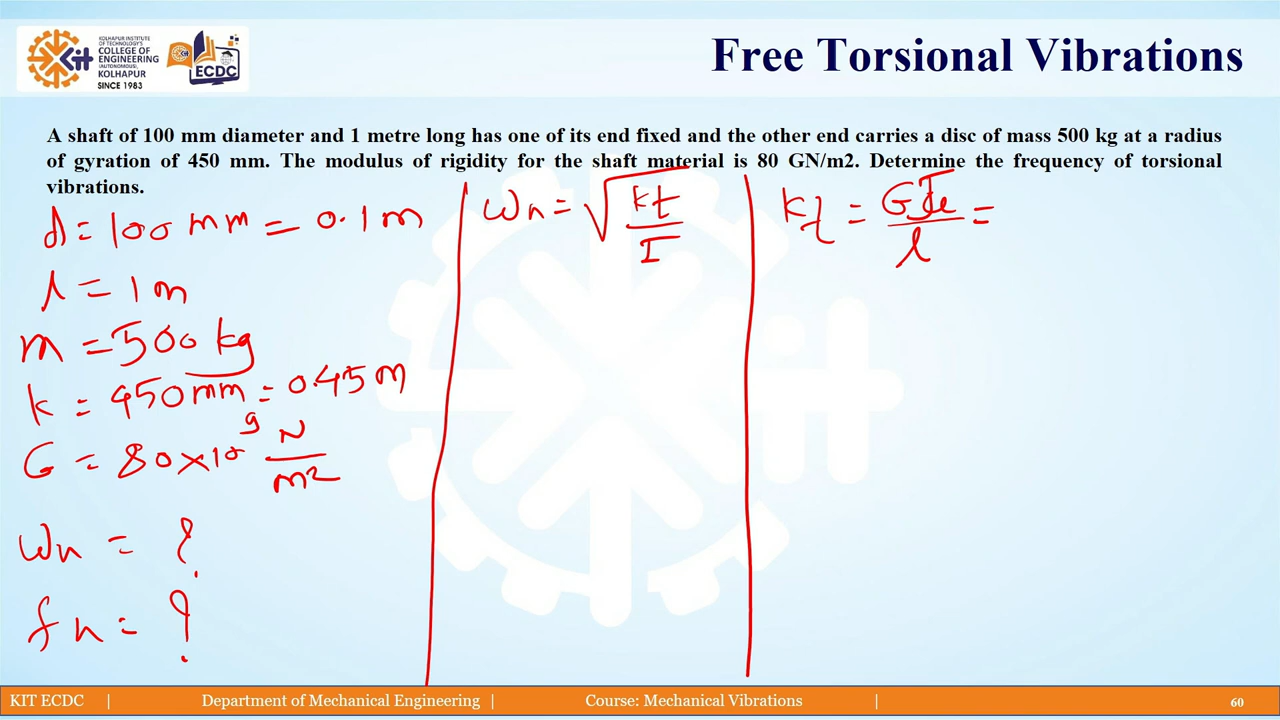 KOLHAPUR INSTITUTE
OF TECHNOLOGY'S
COLLEGE OF
ENGINEERING
(AUTONOMOUS),
KOLHAPUR
SINCE 1983
Kit
ECDC
Free Torsional Vibrations
A shaft of 100 mm diameter and 1 metre long has one of its end fixed and the other end carries a disc of mass 500 kg at a radius
of gyration of 450 mm. The modulus of rigidity for the shaft material is 80 GN/m2. Determine the frequency of torsional
vibrations.
d = 100 mm = 0.1 m
l = 1 m
m = 500 kg
k = 450 mm = 0.45 m
G = 80 x 10^9 N/m2
ωn = ?
fn = ?
ωn = √(kt/I)
Kt = G /l =
KIT ECDC | Department of Mechanical Engineering | Course: Mechanical Vibrations | 60